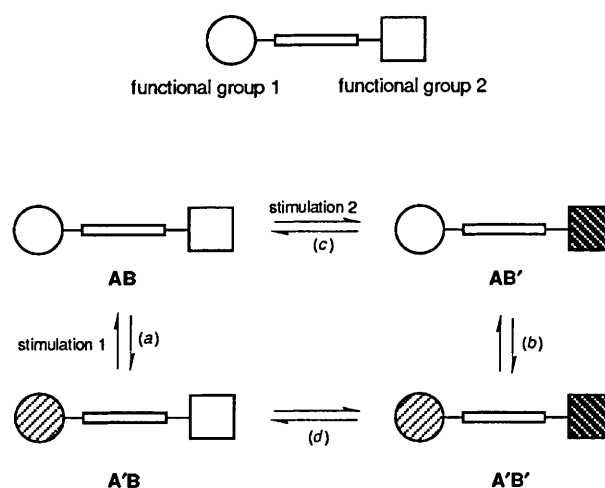 functional group 1 functional group 2
stimulation 2
(c)
AB AB′
stimulation 1 (a) (b)
(d)
A′B A′B′